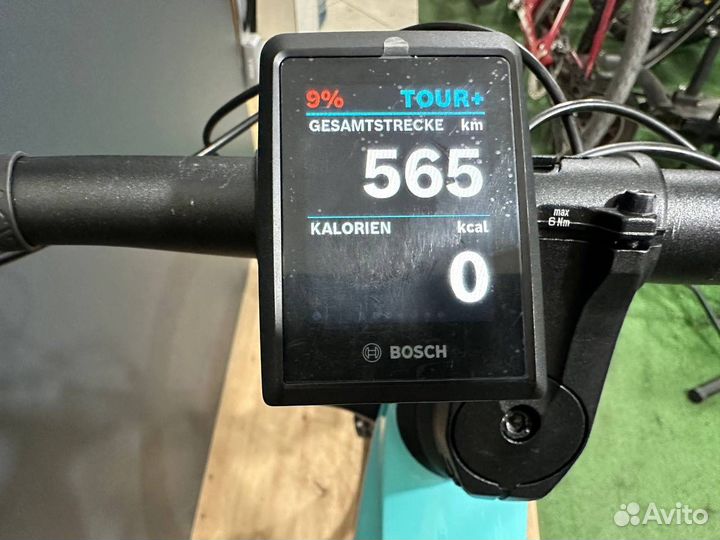 9% TOUR+
GESAMTSTRECKE km
565
KALORIEN kcal
0
BOSCH
max
6 Nm
Avito